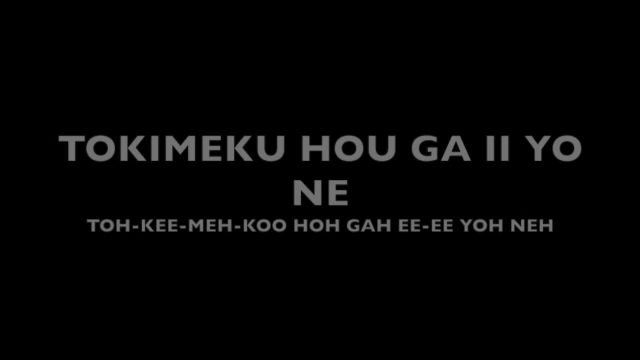 TOKIMEKU HOU GA II YO
NE
TOH-KEE-MEH-KOO HOH GAH EE-EE YOH NEH